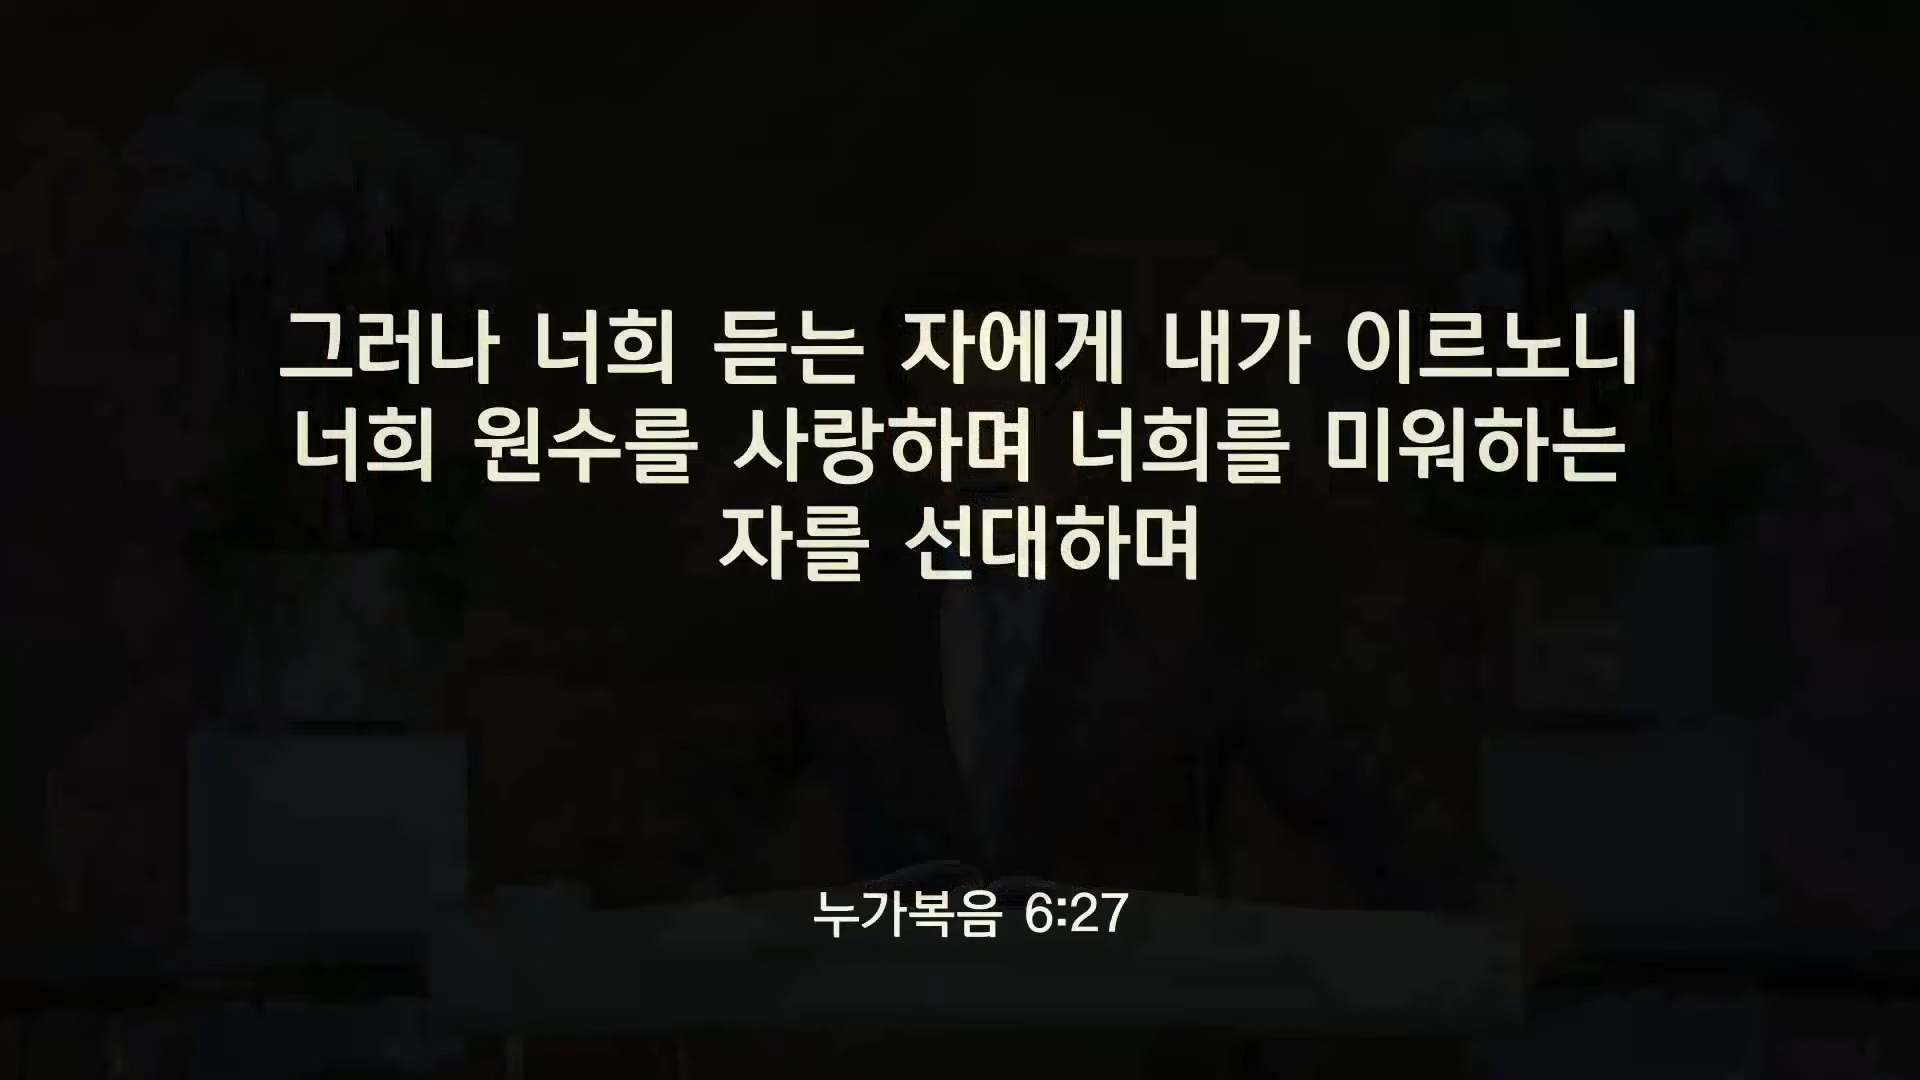 그러나 너희 듣는 자에게 내가 이르노니
너희 원수를 사랑하며 너희를 미워하는
자를 선대하며
누가복음 6:27